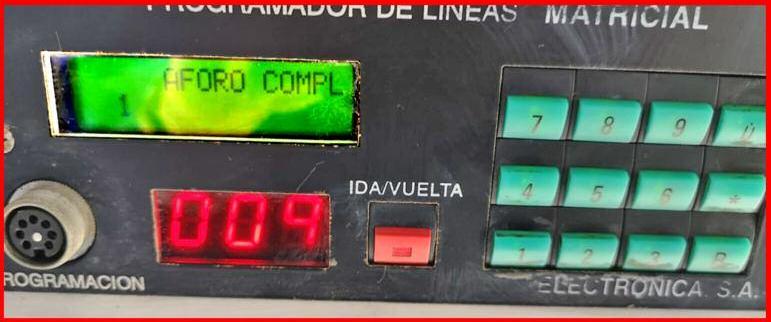 PROGRAMADOR DE LINEAS MATRICIAL
AFORO COMPL
1
7 8 9
IDA/VUELTA
4 5 6 *
009
1 2 3
PROGRAMACION
ELECTRONICA S.A.